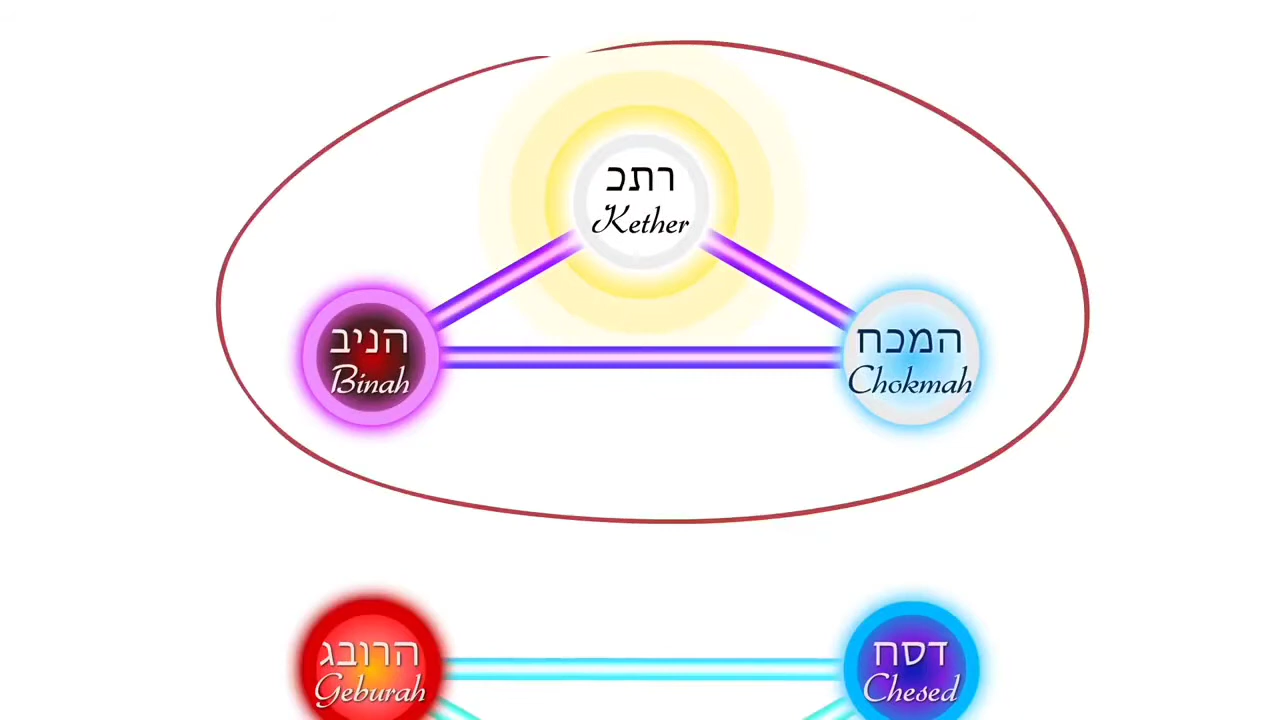 רתכ
Kether
הניב
Binah
המכח
Chokmah
הרובג
Geburah
דסח
Chesed